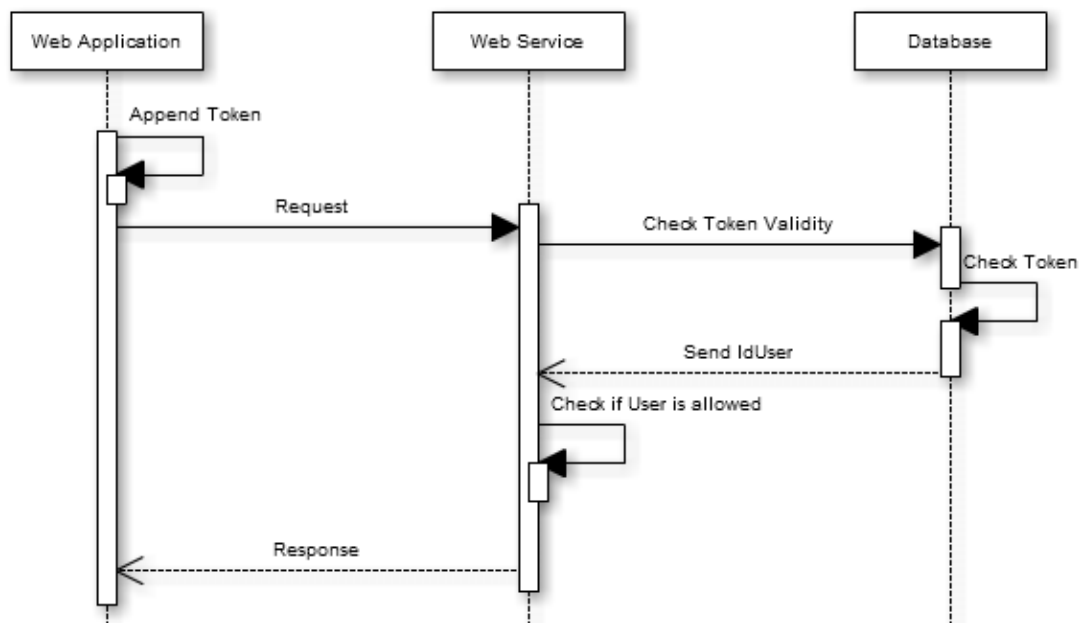 Web Application
Web Service
Database
Append Token
Request
Check Token Validity
Check Token
Send IdUser
Check if User is allowed
Response